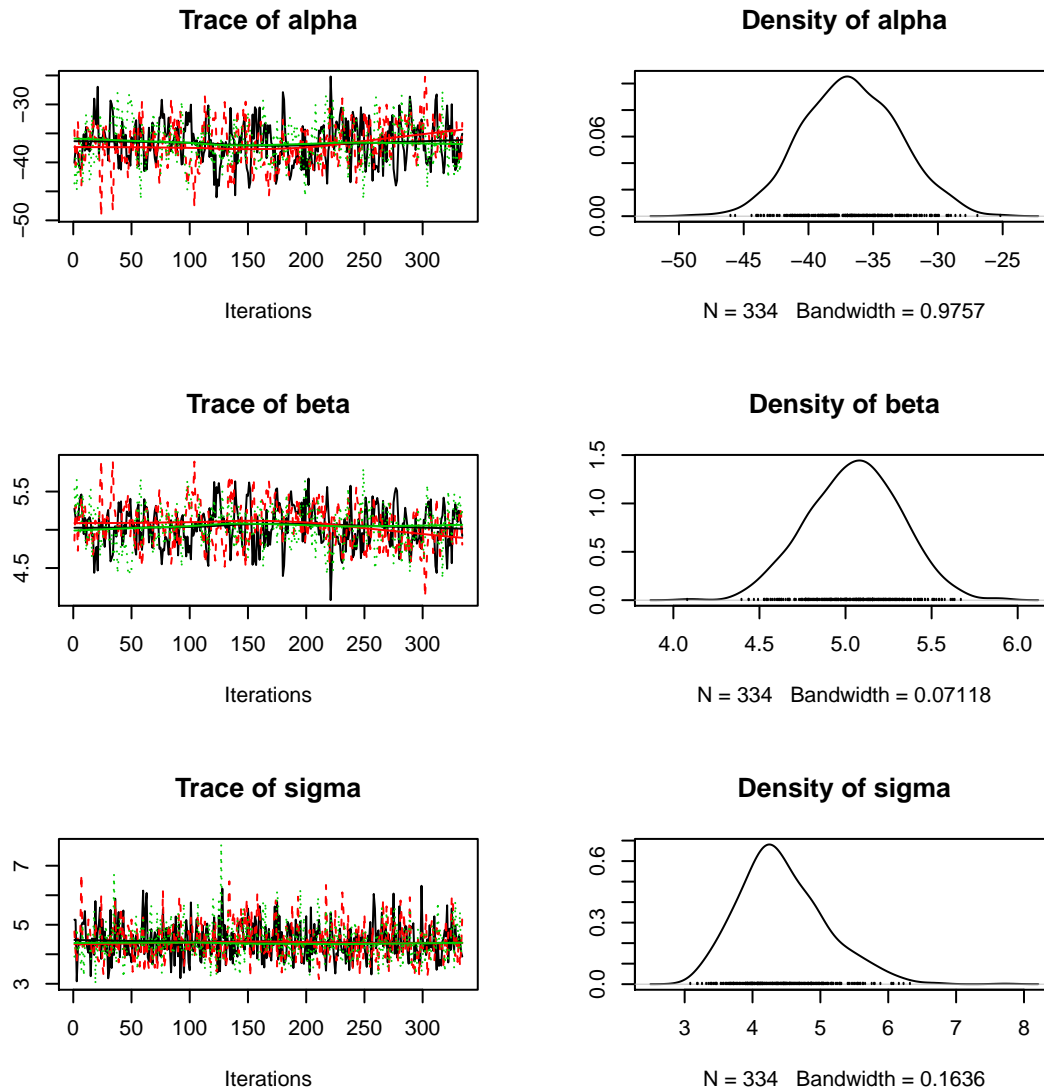 Trace of alpha
−50 −40 −30
0 50 100 150 200 250 300
Iterations
Density of alpha
0.00 0.06
−50 −45 −40 −35 −30 −25
N = 334 Bandwidth = 0.9757
Trace of beta
4.5 5.5
0 50 100 150 200 250 300
Iterations
Density of beta
0.0 0.5 1.0 1.5
4.0 4.5 5.0 5.5 6.0
N = 334 Bandwidth = 0.07118
Trace of sigma
3 5 7
0 50 100 150 200 250 300
Iterations
Density of sigma
0.0 0.3 0.6
3 4 5 6 7 8
N = 334 Bandwidth = 0.1636